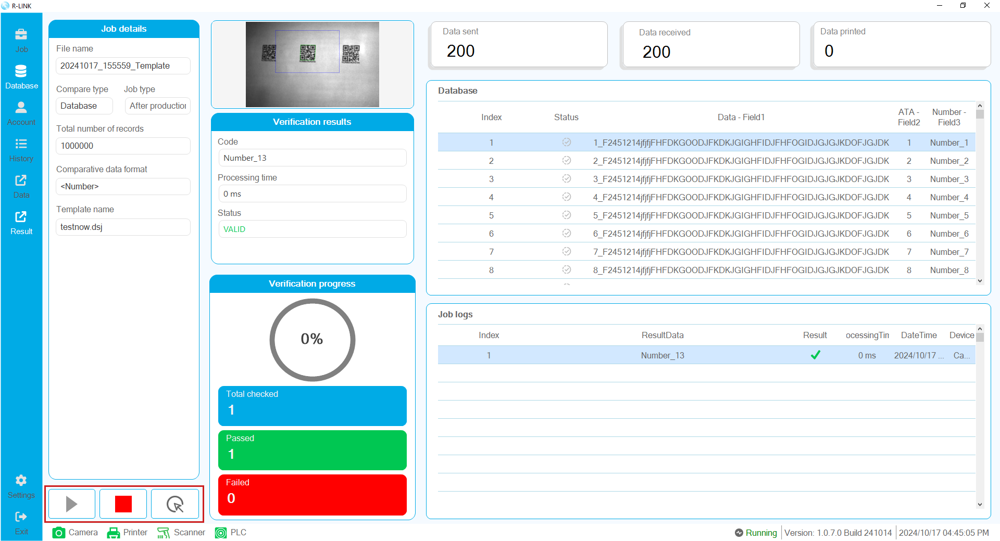 R-LINK
Job
Database
Account
History
Data
Result
Settings
Exit
Job details
File name
20241017_155559_Template
Compare type
Job type
Database
After production
Total number of records
1000000
Comparative data format
<Number>
Template name
testnow.dsj
Verification results
Code
Number_13
Processing time
0 ms
Status
VALID
Verification progress
0%
Total checked
1
Passed
1
Failed
0
Data sent
200
Data received
200
Data printed
0
Database
Index Status Data - Field1 ATA - Field2 Number - Field3
1 1_F2451214jfjfjFHFDKGOODJFKDKJGIGHFIDJFHFOGIDJGJGJKDOFJGJDK 1 Number_1
2 2_F2451214jfjfjFHFDKGOODJFKDKJGIGHFIDJFHFOGIDJGJGJKDOFJGJDK 2 Number_2
3 3_F2451214jfjfjFHFDKGOODJFKDKJGIGHFIDJFHFOGIDJGJGJKDOFJGJDK 3 Number_3
4 4_F2451214jfjfjFHFDKGOODJFKDKJGIGHFIDJFHFOGIDJGJGJKDOFJGJDK 4 Number_4
5 5_F2451214jfjfjFHFDKGOODJFKDKJGIGHFIDJFHFOGIDJGJGJKDOFJGJDK 5 Number_5
6 6_F2451214jfjfjFHFDKGOODJFKDKJGIGHFIDJFHFOGIDJGJGJKDOFJGJDK 6 Number_6
7 7_F2451214jfjfjFHFDKGOODJFKDKJGIGHFIDJFHFOGIDJGJGJKDOFJGJDK 7 Number_7
8 8_F2451214jfjfjFHFDKGOODJFKDKJGIGHFIDJFHFOGIDJGJGJKDOFJGJDK 8 Number_8
Job logs
Index ResultData Result ocessingTin DateTime Device
1 Number_13 0 ms 2024/10/17 ... Ca...
Camera Printer Scanner PLC
Running Version: 1.0.7.0 Build 241014 2024/10/17 04:45:05 PM